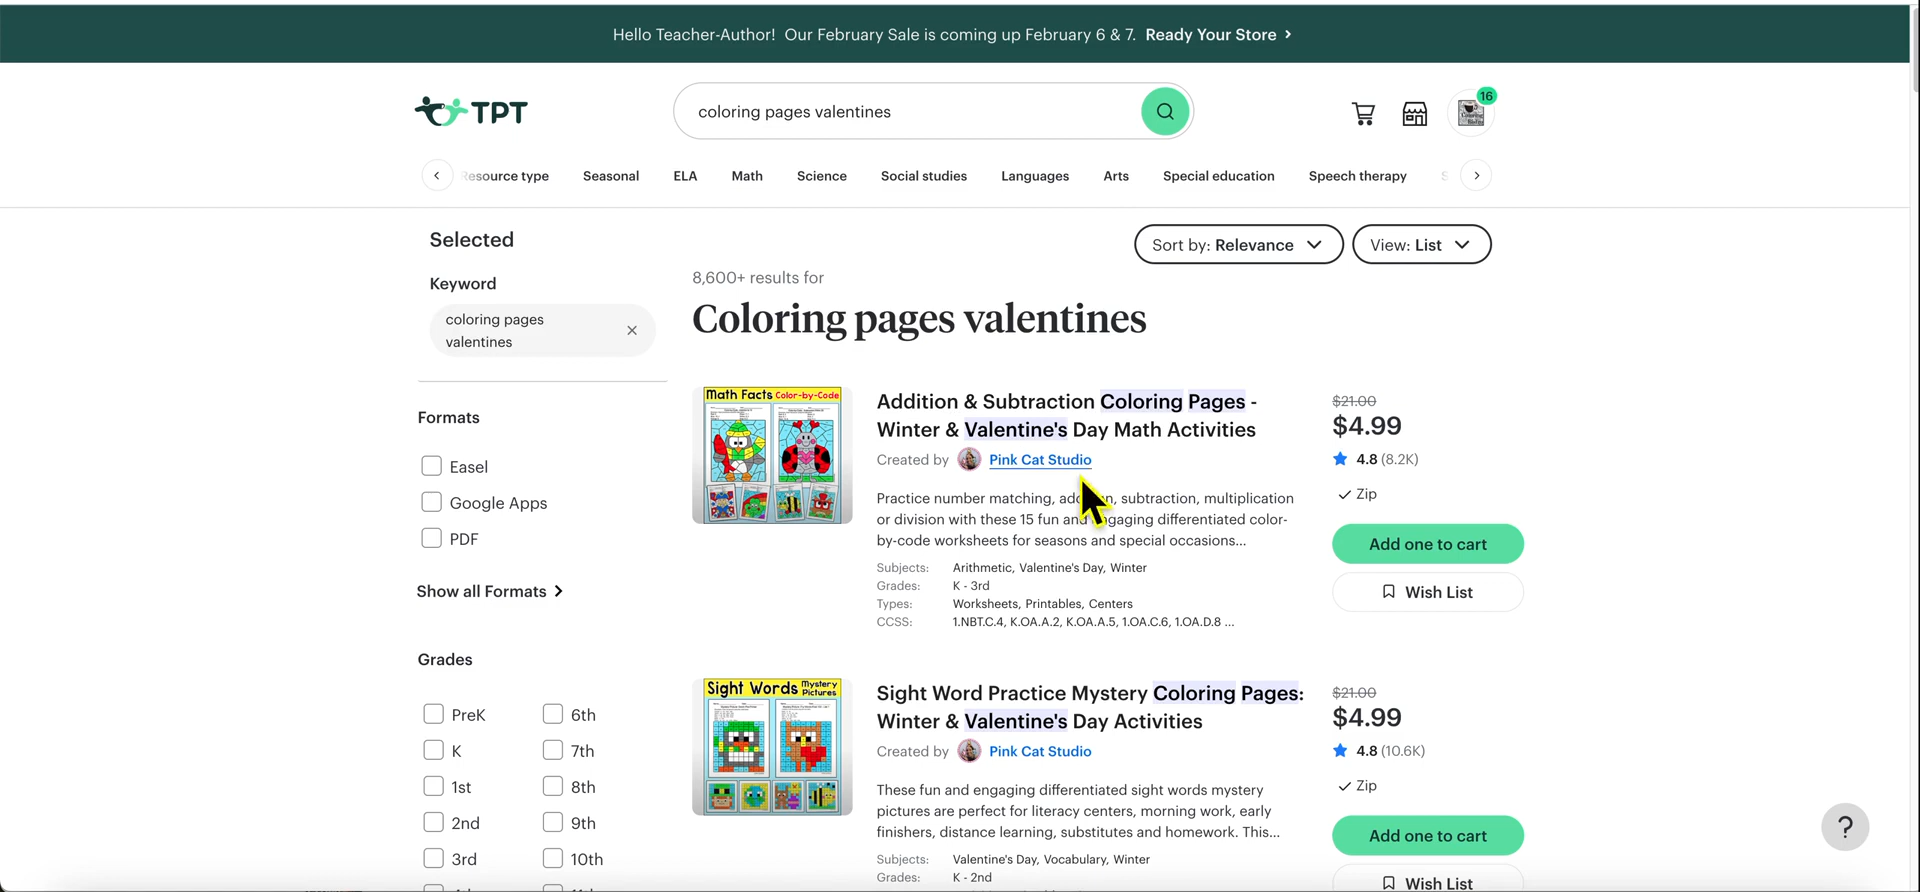 Hello Teacher-Author! Our February Sale is coming up February 6 & 7. Ready Your Store
TPT
coloring pages valentines
16
Resource type Seasonal ELA Math Science Social studies Languages Arts Special education Speech therapy
Selected
Keyword
coloring pages
valentines
Formats
Easel
Google Apps
PDF
Show all Formats
Grades
PreK 6th
K 7th
1st 8th
2nd 9th
3rd 10th
Sort by: Relevance
View: List
8,600+ results for
Coloring pages valentines
Math Facts Color-by-Code
Addition & Subtraction Coloring Pages -
Winter & Valentine's Day Math Activities
Created by Pink Cat Studio
Practice number matching, subtraction, multiplication
or division with these 15 fun and differentiated color-
by-code worksheets for seasons and special occasions...
Subjects: Arithmetic, Valentine's Day, Winter
Grades: K - 3rd
Types: Worksheets, Printables, Centers
CCSS: 1.NBT.C.4, K.OA.A.2, K.OA.A.5, 1.OA.C.6, 1.OA.D.8 ...
$21.00
$4.99
4.8 (8.2K)
Zip
Add one to cart
Wish List
Sight Words Mystery
Pictures
Sight Word Practice Mystery Coloring Pages:
Winter & Valentine's Day Activities
Created by Pink Cat Studio
These fun and engaging differentiated sight words mystery
pictures are perfect for literacy centers, morning work, early
finishers, distance learning, substitutes and homework. This...
Subjects: Valentine's Day, Vocabulary, Winter
Grades: K - 2nd
$21.00
$4.99
4.8 (10.6K)
Zip
Add one to cart
Wish List
?